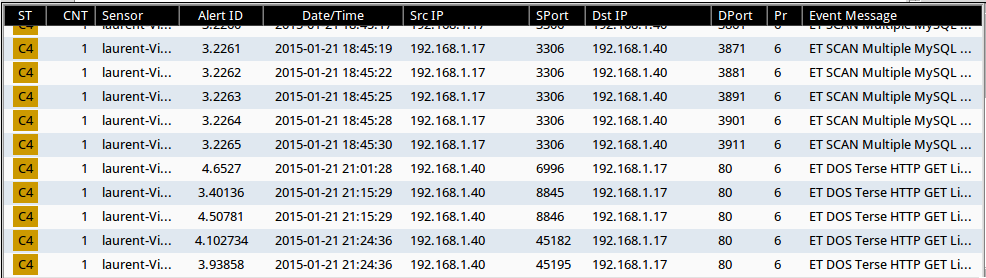 ST CNT Sensor Alert ID Date/Time Src IP SPort Dst IP DPort Pr Event Message
C4 1 laurent-Vi... 3.2261 2015-01-21 18:45:19 192.168.1.17 3306 192.168.1.40 3871 6 ET SCAN Multiple MySQL ...
C4 1 laurent-Vi... 3.2262 2015-01-21 18:45:22 192.168.1.17 3306 192.168.1.40 3881 6 ET SCAN Multiple MySQL ...
C4 1 laurent-Vi... 3.2263 2015-01-21 18:45:25 192.168.1.17 3306 192.168.1.40 3891 6 ET SCAN Multiple MySQL ...
C4 1 laurent-Vi... 3.2264 2015-01-21 18:45:28 192.168.1.17 3306 192.168.1.40 3901 6 ET SCAN Multiple MySQL ...
C4 1 laurent-Vi... 3.2265 2015-01-21 18:45:30 192.168.1.17 3306 192.168.1.40 3911 6 ET SCAN Multiple MySQL ...
C4 1 laurent-Vi... 4.6527 2015-01-21 21:01:28 192.168.1.40 6996 192.168.1.17 80 6 ET DOS Terse HTTP GET Li...
C4 1 laurent-Vi... 3.40136 2015-01-21 21:15:29 192.168.1.40 8845 192.168.1.17 80 6 ET DOS Terse HTTP GET Li...
C4 1 laurent-Vi... 4.50781 2015-01-21 21:15:29 192.168.1.40 8846 192.168.1.17 80 6 ET DOS Terse HTTP GET Li...
C4 1 laurent-Vi... 4.102734 2015-01-21 21:24:36 192.168.1.40 45182 192.168.1.17 80 6 ET DOS Terse HTTP GET Li...
C4 1 laurent-Vi... 3.93858 2015-01-21 21:24:36 192.168.1.40 45195 192.168.1.17 80 6 ET DOS Terse HTTP GET Li...